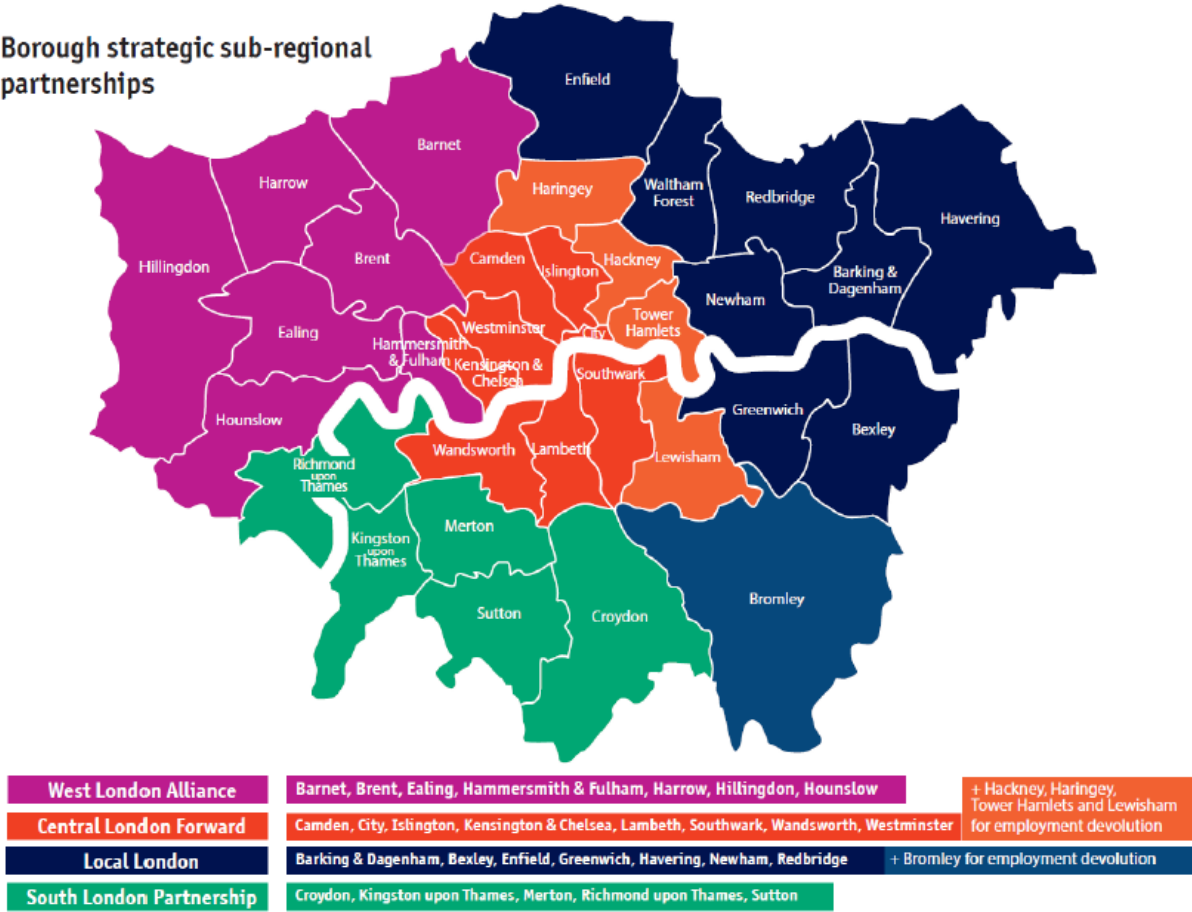 Borough strategic sub-regional
partnerships
Enfield
Barnet
Harrow
Haringey
Waltham
Forest
Redbridge
Havering
Hillingdon
Brent
Camden
Islington
Hackney
Barking &
Dagenham
Newham
Ealing
Westminster
City
Tower
Hamlets
Hammersmith
& Fulham
Kensington &
Chelsea
Southwark
Hounslow
Greenwich
Bexley
Wandsworth
Lambeth
Lewisham
Richmond
upon
Thames
Kingston
upon
Thames
Merton
Sutton
Croydon
Bromley
West London Alliance
Barnet, Brent, Ealing, Hammersmith & Fulham, Harrow, Hillingdon, Hounslow
+ Hackney, Haringey,
Tower Hamlets and Lewisham
for employment devolution
Central London Forward
Camden, City, Islington, Kensington & Chelsea, Lambeth, Southwark, Wandsworth, Westminster
Local London
Barking & Dagenham, Bexley, Enfield, Greenwich, Havering, Newham, Redbridge
+ Bromley for employment devolution
South London Partnership
Croydon, Kingston upon Thames, Merton, Richmond upon Thames, Sutton